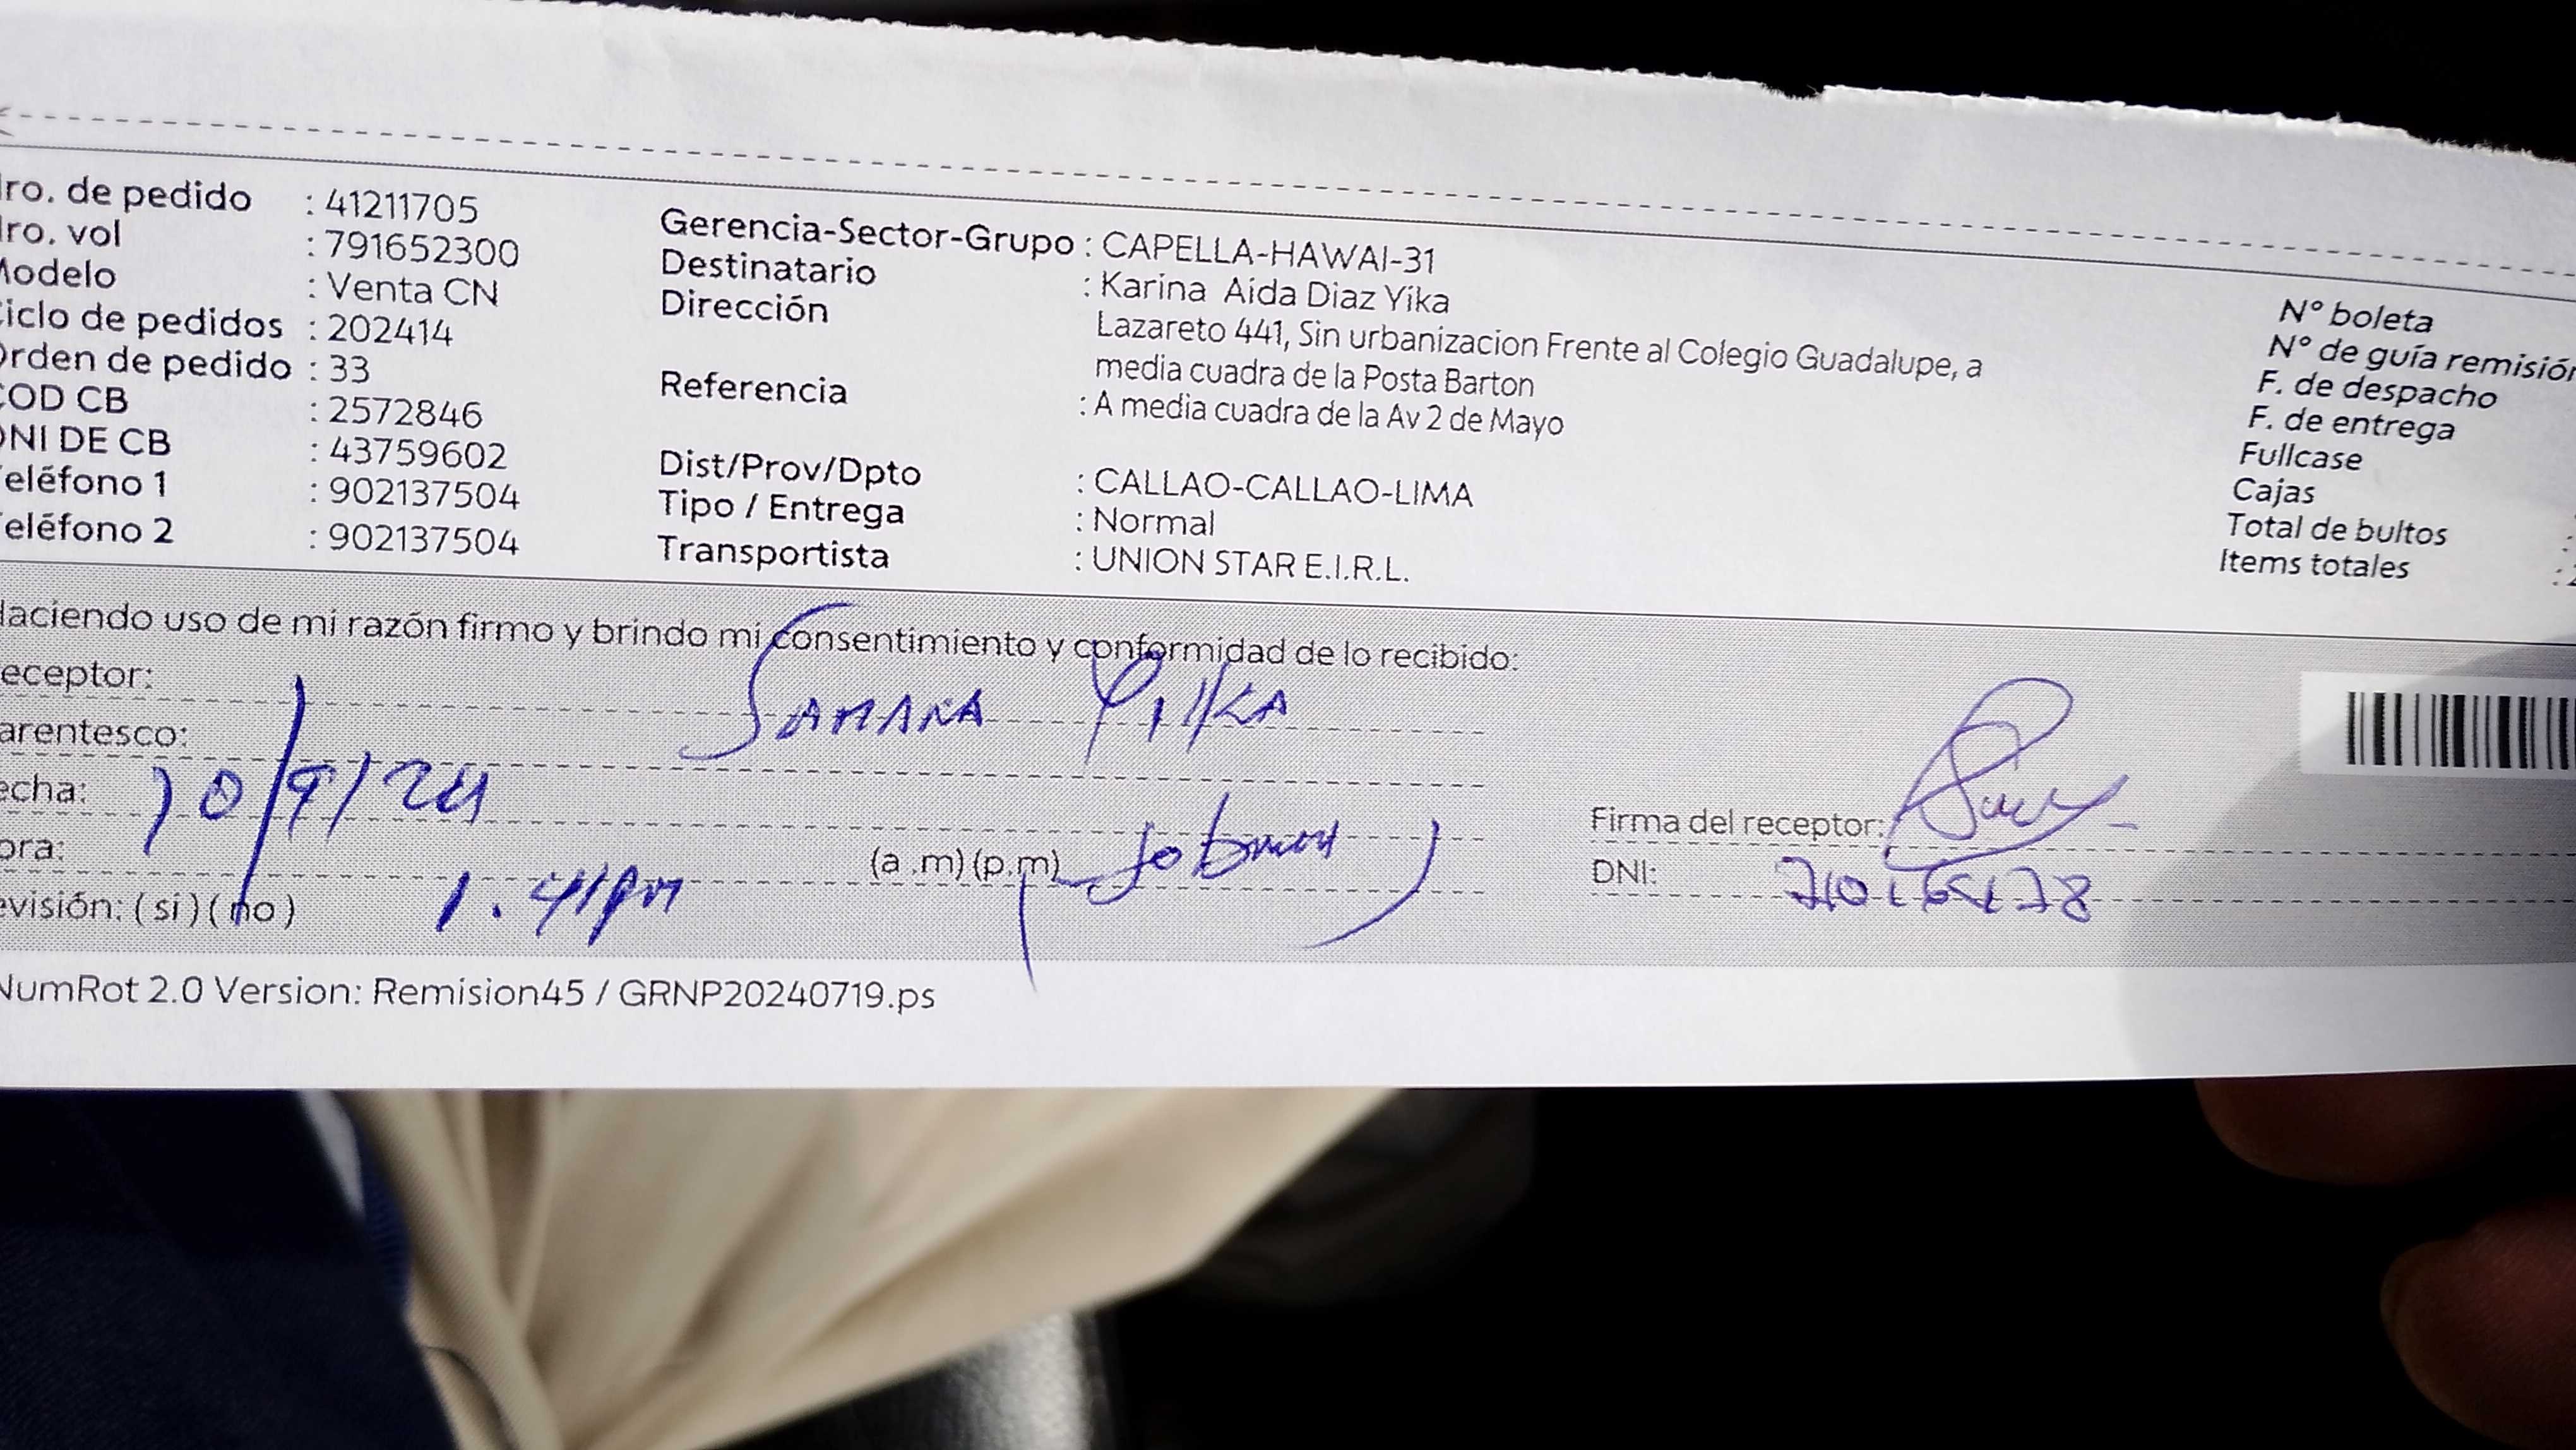 ro. de pedido : 41211705
ro. vol : 791652300
Modelo : Venta CN
iclo de pedidos : 202414
Orden de pedido : 33
COD CB : 2572846
DNI DE CB : 43759602
eléfono 1 : 902137504
eléfono 2 : 902137504
Gerencia-Sector-Grupo : CAPELLA-HAWAI-31
Destinatario : Karina Aida Diaz Yika
Dirección Lazareto 441, Sin urbanizacion Frente al Colegio Guadalupe, a
media cuadra de la Posta Barton
Referencia : A media cuadra de la Av 2 de Mayo
Dist/Prov/Dpto : CALLAO-CALLAO-LIMA
Tipo / Entrega : Normal
Transportista : UNION STAR E.I.R.L.
N° boleta
N° de guía remisión
F. de despacho
F. de entrega
Fullcase
Cajas
Total de bultos :
Items totales :
Haciendo uso de mi razón firmo y brindo mi consentimiento y conformidad de lo recibido:
eceptor: SAMARA YIKA
arentesco:
echa: 10/9/24
ora: 1.41pm (a .m) (p.m)
evisión: ( si ) ( no )
Firma del receptor:
DNI:
NumRot 2.0 Version: Remision45 / GRNP20240719.ps